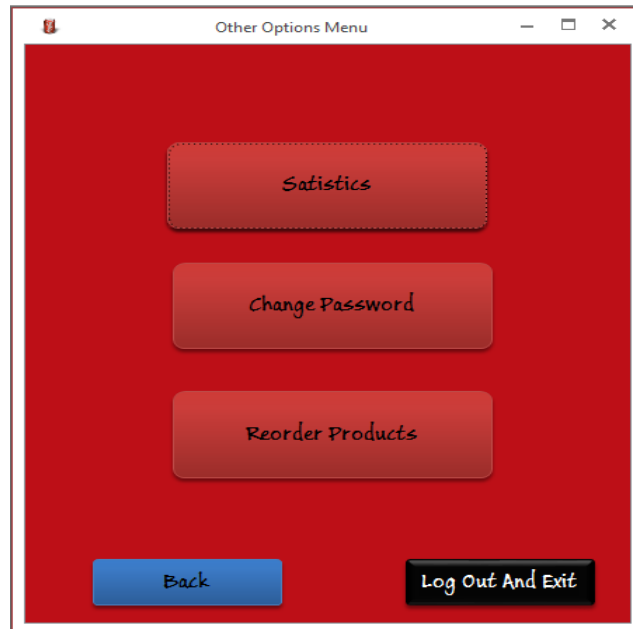 Other Options Menu
Satistics
Change Password
Reorder Products
Back
Log Out And Exit